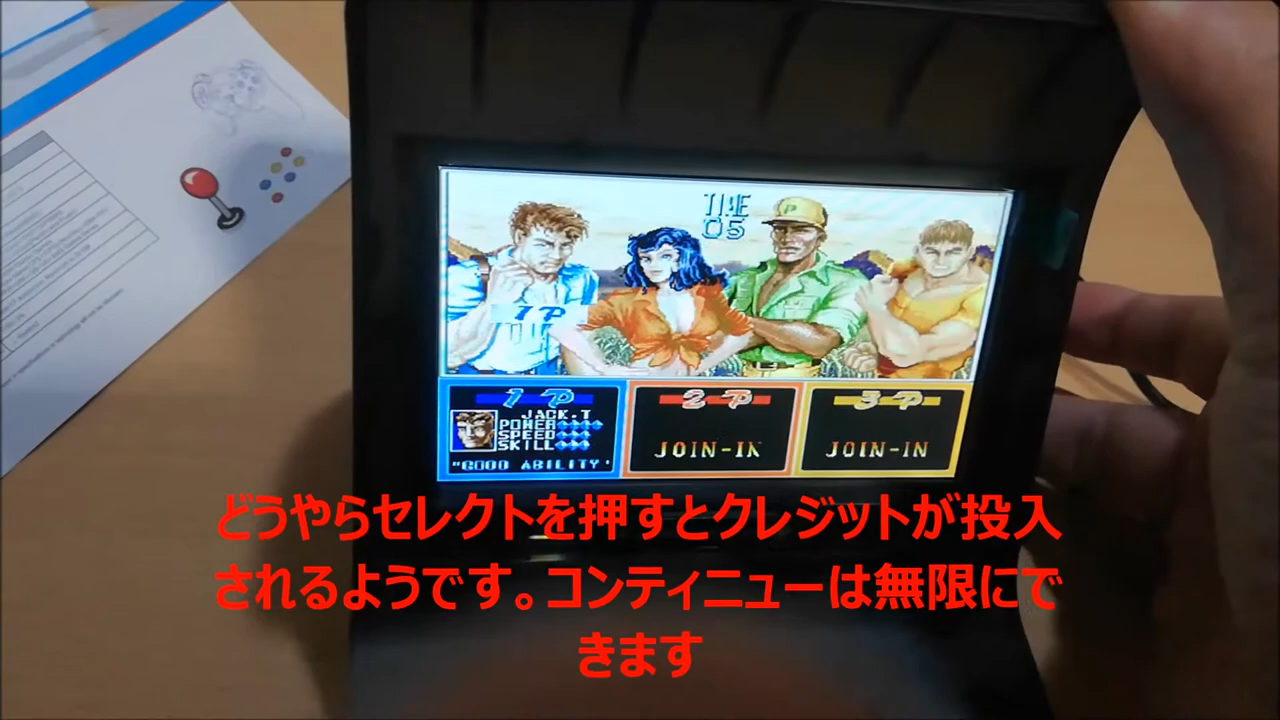 TIME
05
P
1P
1P
2P
3P
JACK.T
POWER
SPEED
SKILL
"GOOD ABILITY"
JOIN-IN
JOIN-IN
どうやらセレクトを押すとクレジットが投入
されるようです。コンティニューは無限にで
きます